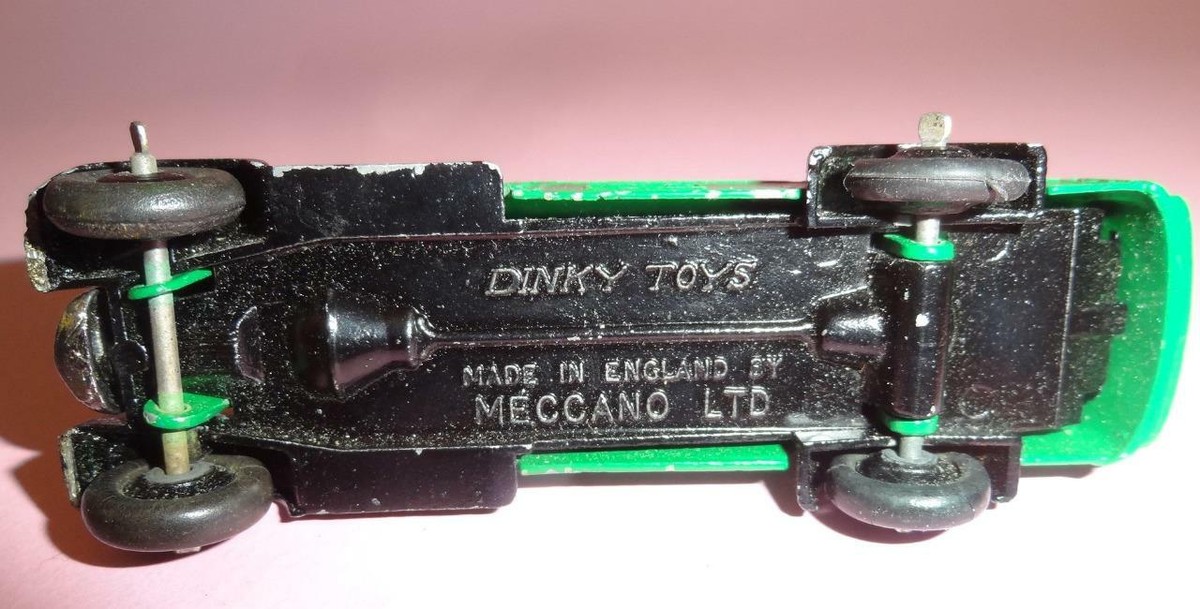 DINKY TOYS
MADE IN ENGLAND BY
MECCANO LTD